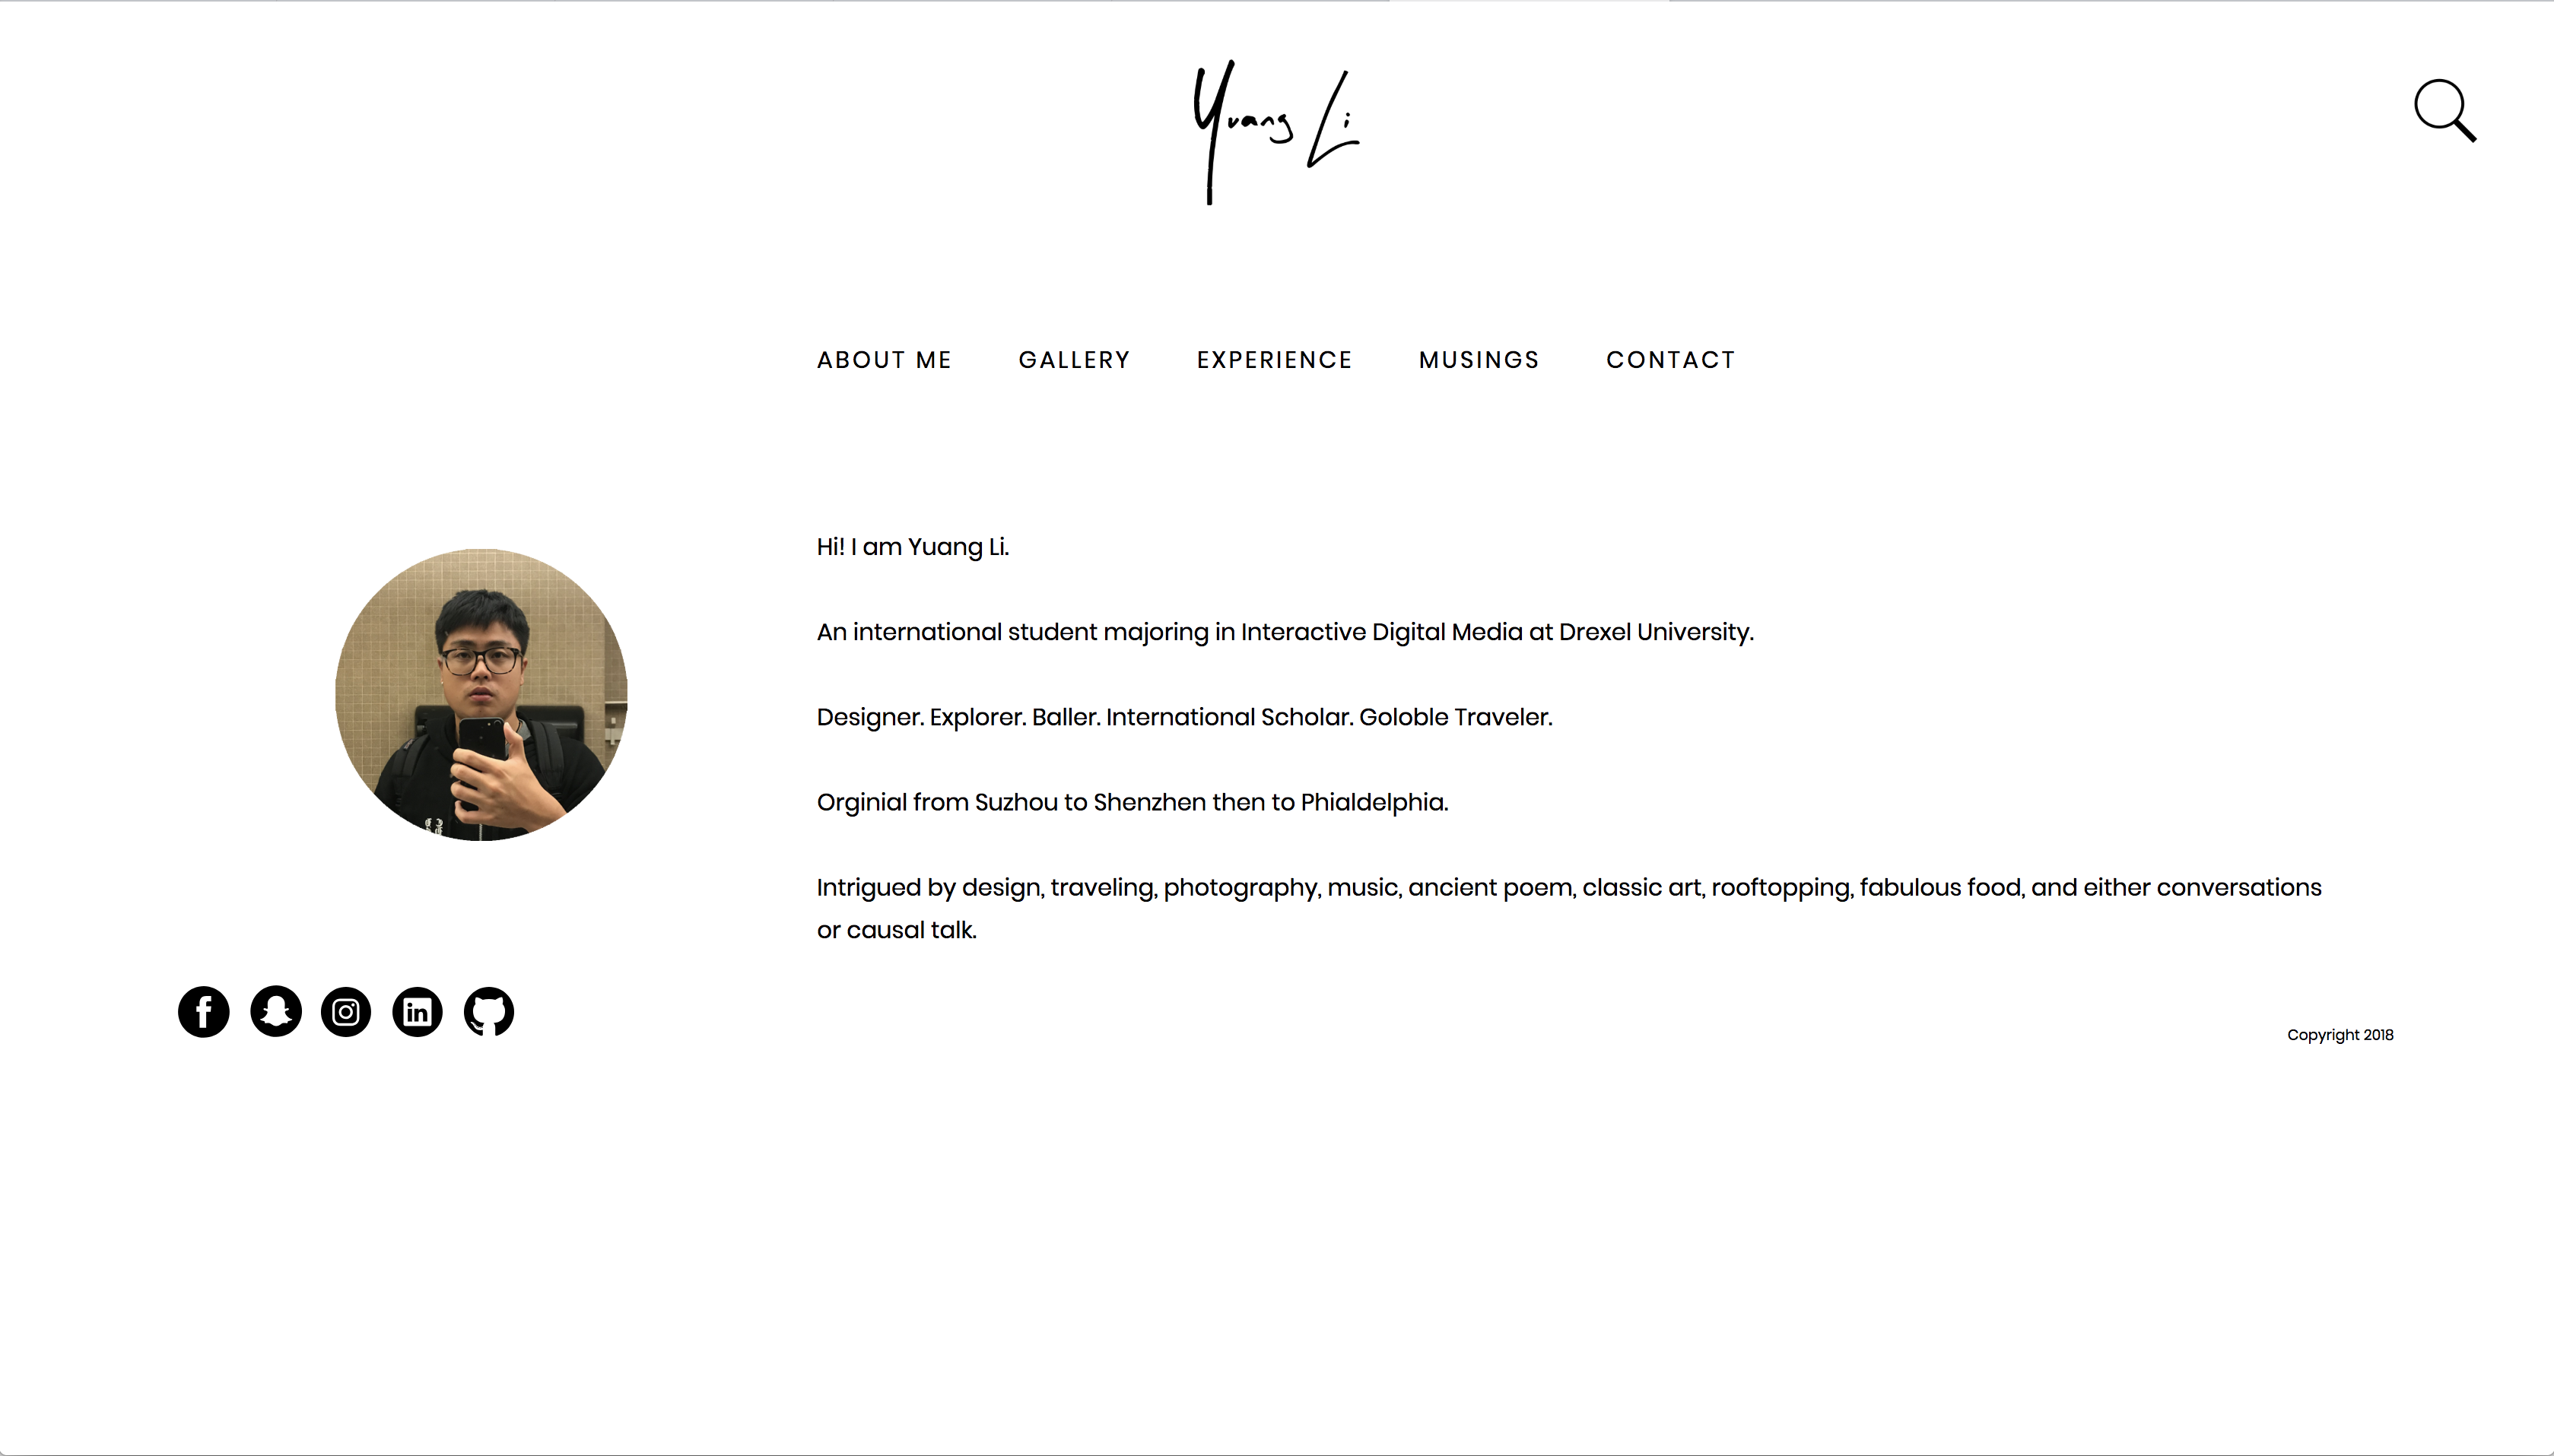 Yuang Li
ABOUT ME GALLERY EXPERIENCE MUSINGS CONTACT
Hi! I am Yuang Li.
An international student majoring in Interactive Digital Media at Drexel University.
Designer. Explorer. Baller. International Scholar. Goloble Traveler.
Orginial from Suzhou to Shenzhen then to Phialdelphia.
Intrigued by design, traveling, photography, music, ancient poem, classic art, rooftopping, fabulous food, and either conversations
or causal talk.
Copyright 2018